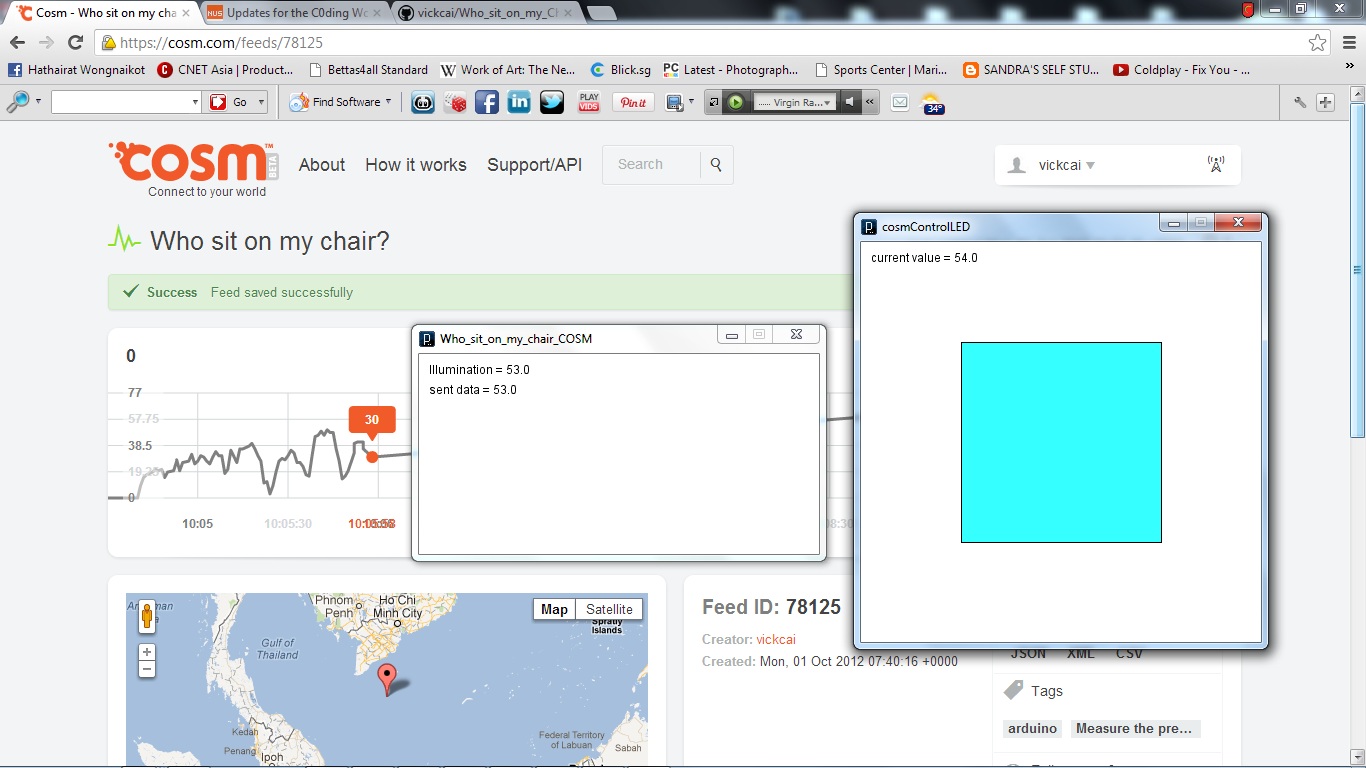 Cosm - Who sit on my cha
Updates for the C0ding Wo
vickcai/Who_sit_on_my_Ch
https://cosm.com/feeds/78125
Hathairat Wongnaikot
CNET Asia | Product...
Bettas4all Standard
Work of Art: The Ne...
Blick.sg
PC Latest - Photograph...
Sports Center | Mari...
SANDRA'S SELF STU...
Coldplay - Fix You - ...
Go
Find Software
PLAY VIDS
Pin it
..... Virgin Ra...
34°
cosm™ BETA
Connect to your world
About
How it works
Support/API
Search
vickcai
Who sit on my chair?
Success Feed saved successfully
0
77
57.75
38.5
19.25
0
30
10:05
10:05:30
Who_sit_on_my_chair_COSM
Illumination = 53.0
sent data = 53.0
cosmControlLED
current value = 54.0
Phnom Penh
Ho Chi Minh City
Gulf of Thailand
Map
Satellite
Spratly Islands
Kedah
Penang
Ipoh
Federal Territory of Labuan
Sabah
Feed ID: 78125
Creator: vickcai
Created: Mon, 01 Oct 2012 07:40:16 +0000
JSON XML CSV
Tags
arduino
Measure the pre...